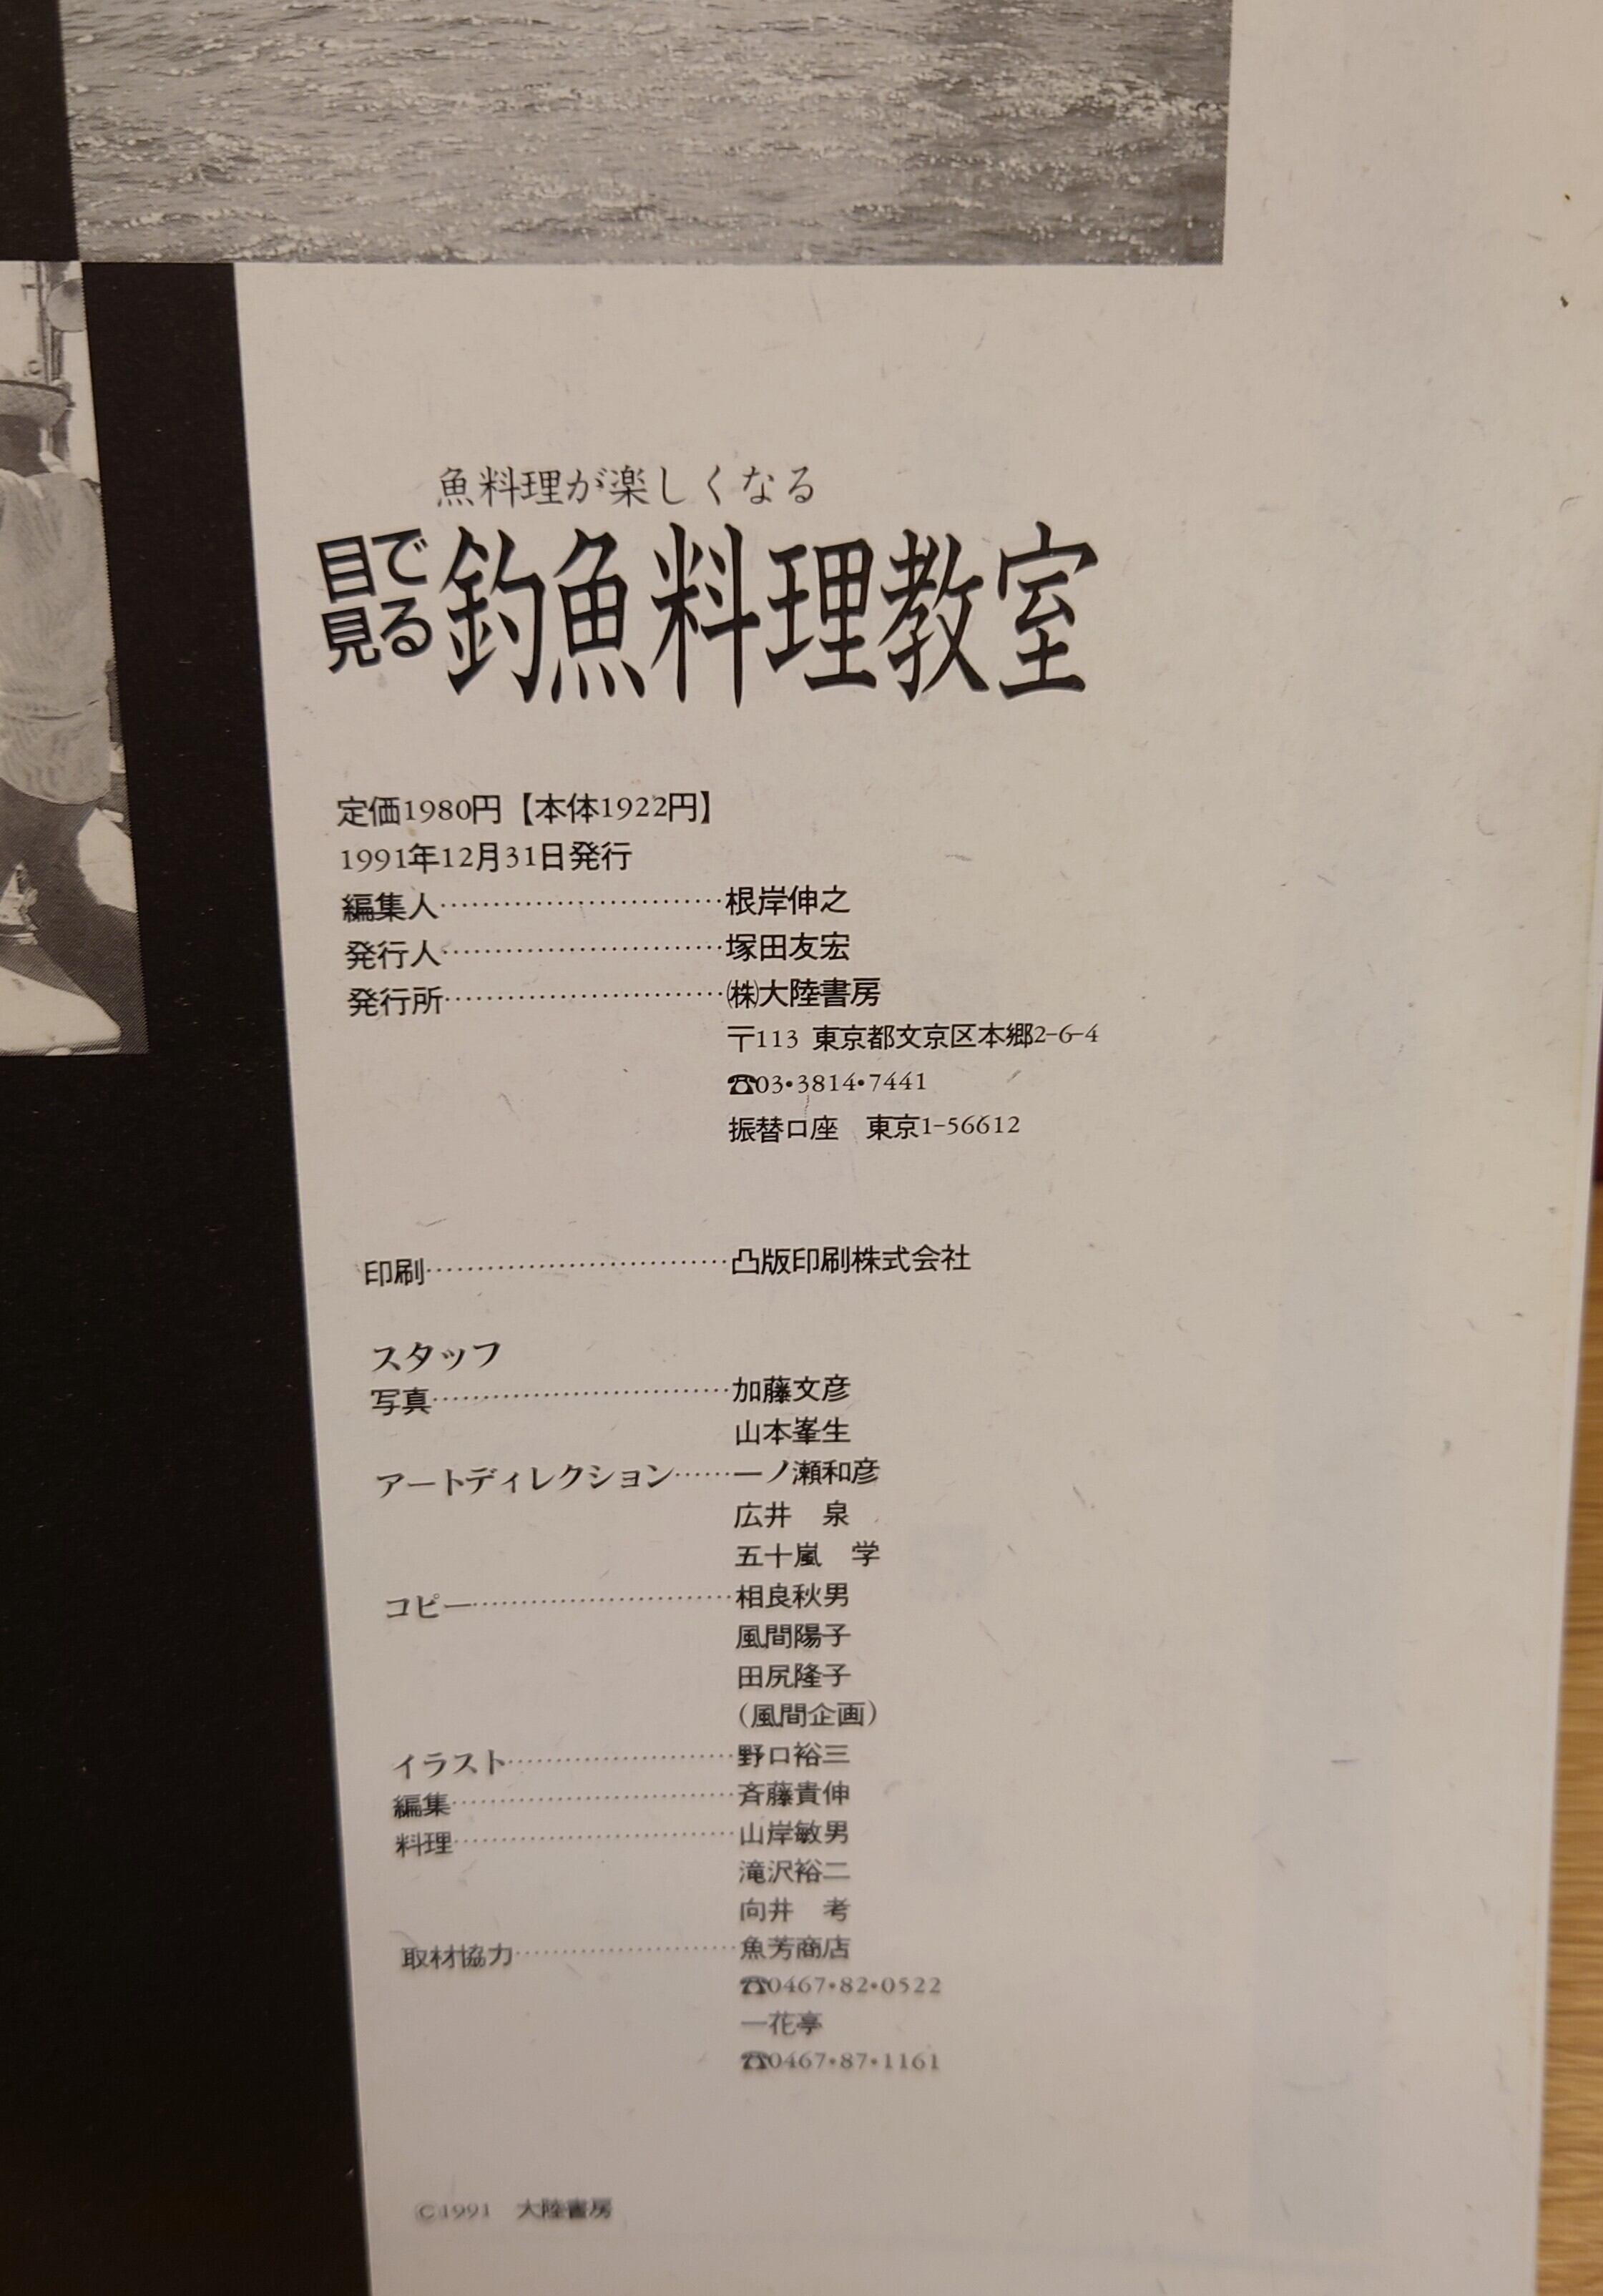 魚料理が楽しくなる
目で見る釣魚料理教室
定価1980円【本体1922円】
1991年12月31日発行
編集人…………………………根岸伸之
発行人…………………………塚田友宏
発行所…………………………㈱大陸書房
〒113 東京都文京区本郷2-6-4
☎03・3814・7441
振替口座　東京1-56612
印刷…………………………凸版印刷株式会社
スタッフ
写真…………………………加藤文彦
山本峯生
アートディレクション……一ノ瀬和彦
広井　泉
五十嵐　学
コピー…………………………相良秋男
風間陽子
田尻隆子
（風間企画）
イラスト……………………野口裕三
編集…………………………斉藤貴伸
料理…………………………山岸敏男
滝沢裕二
向井　考
取材協力……………………魚芳商店
☎0467・82・0522
一花亭
☎0467・87・1161
©1991　大陸書房